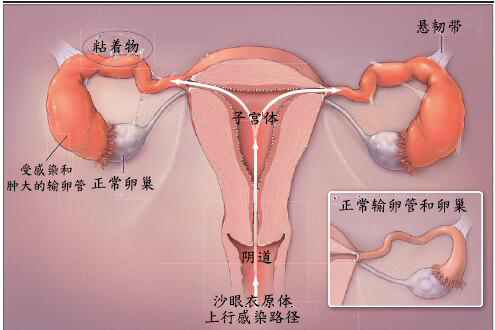 粘着物
悬韧带
子宫体
受感染和
肿大的输卵管
正常卵巢
正常输卵管和卵巢
阴道
沙眼衣原体
上行感染路径